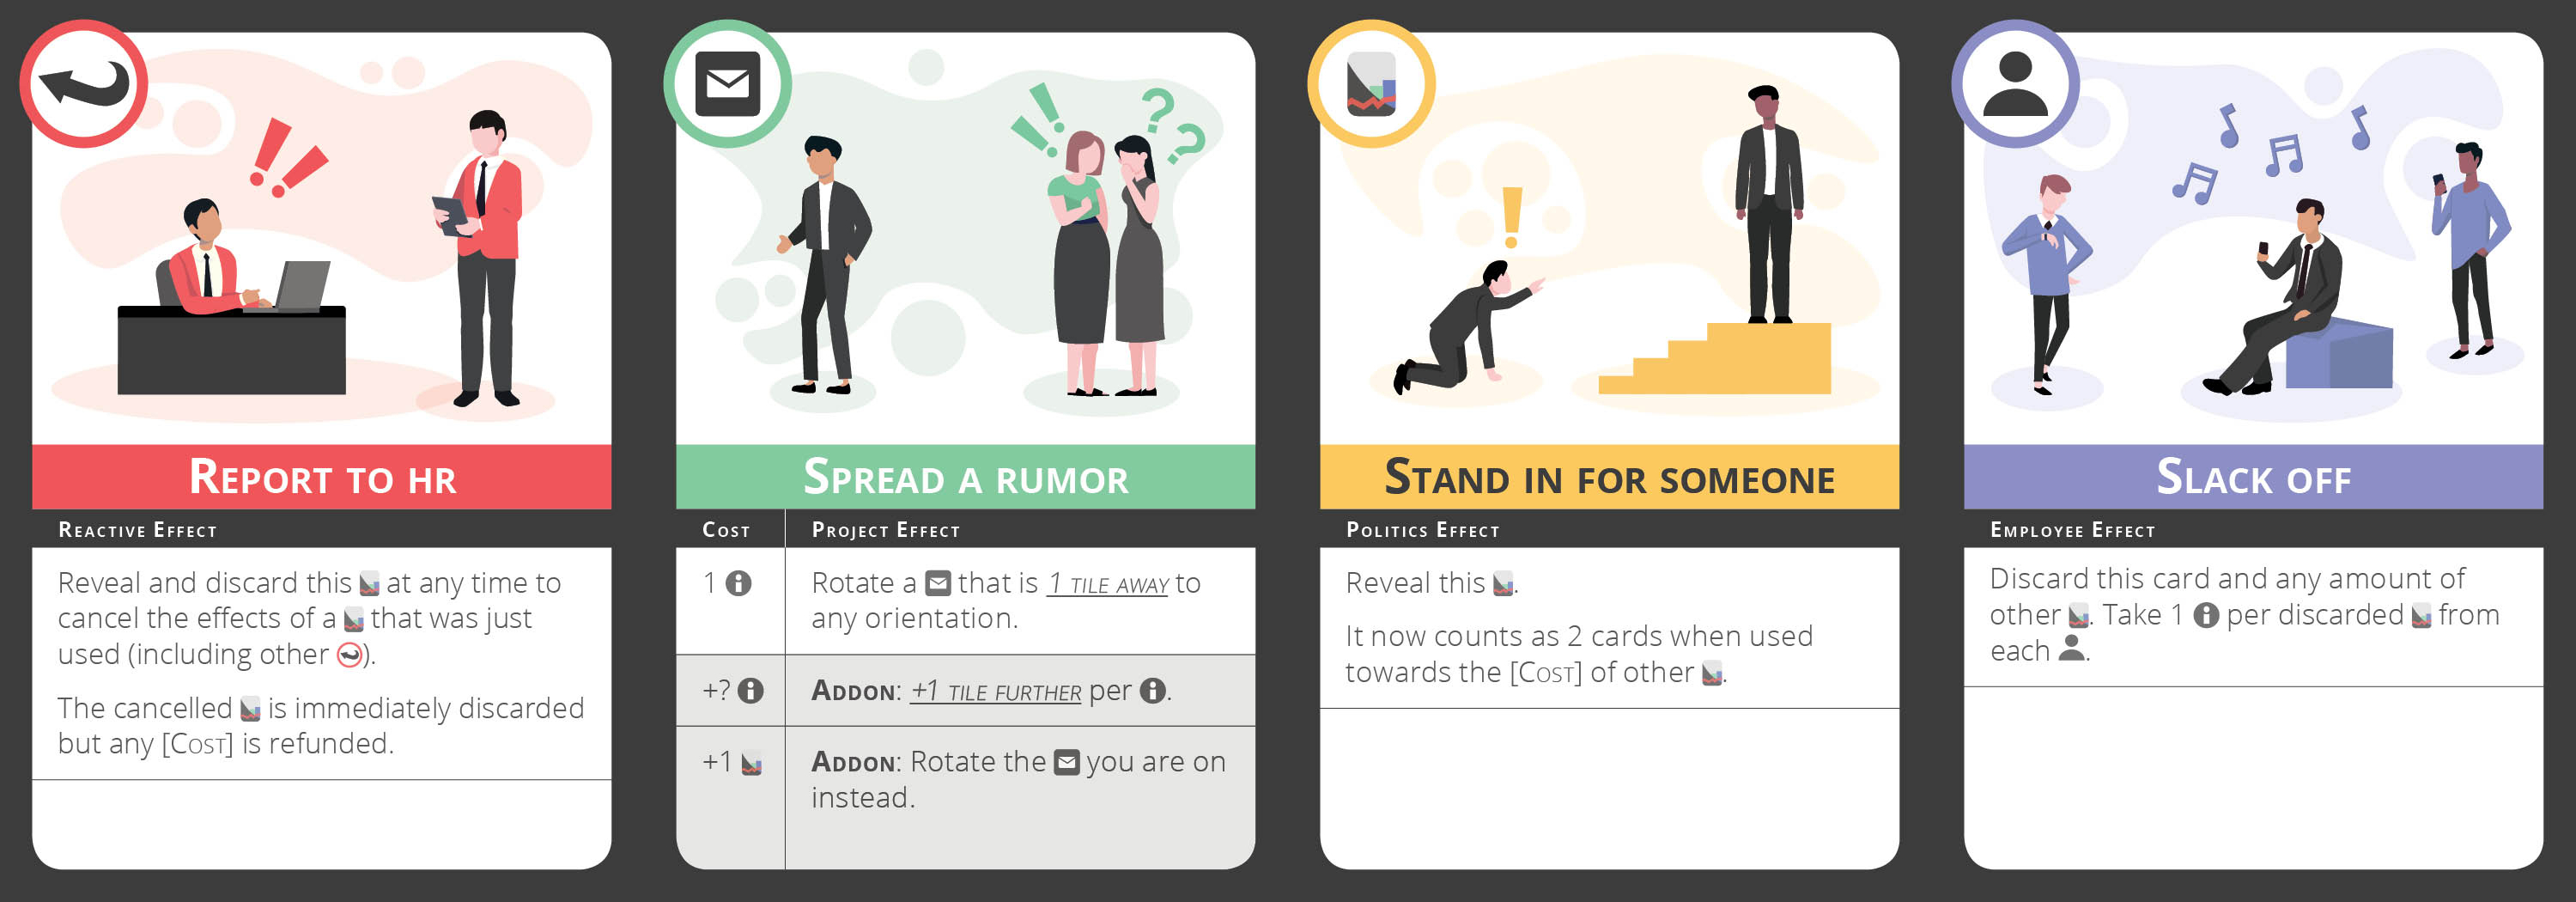 Report to HR
Reactive Effect
Reveal and discard this at any time to
cancel the effects of a that was just
used (including other ).
The cancelled is immediately discarded
but any [Cost] is refunded.
Spread a rumor
Cost Project Effect
1 Rotate a that is 1 tile away to
any orientation.
+? Addon: +1 tile further per .
+1 Addon: Rotate the you are on
instead.
Stand in for someone
Politics Effect
Reveal this .
It now counts as 2 cards when used
towards the [Cost] of other .
Slack off
Employee Effect
Discard this card and any amount of
other . Take 1 per discarded from
each .